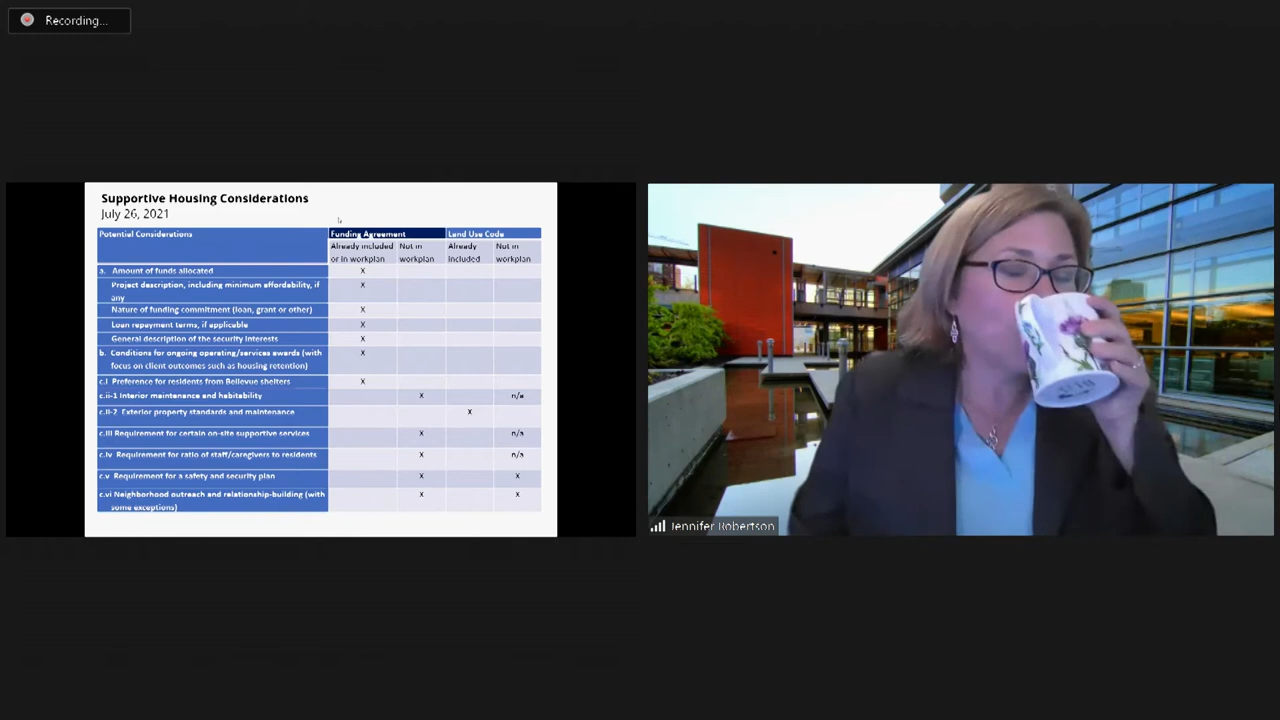 Recording...
Supportive Housing Considerations
July 26, 2021
Potential Considerations Funding Agreement Land Use Code
Already included Not in Already Not in
or in workplan workplan included workplan
a. Amount of funds allocated X
Project description, including minimum affordability, if X
any
Nature of funding commitment (loan, grant or other) X
Loan repayment terms, if applicable X
General description of the security interests X
b. Conditions for ongoing operating/services awards (with X
focus on client outcomes such as housing retention)
c.i Preference for residents from Bellevue shelters X
c.ii-1 Interior maintenance and habitability X n/a
c.ii-2 Exterior property standards and maintenance X
c.iii Requirement for certain on-site supportive services X n/a
c.iv Requirement for ratio of staff/caregivers to residents X n/a
c.v Requirement for a safety and security plan X X
c.vi Neighborhood outreach and relationship-building (with X X
some exceptions)
Jennifer Robertson